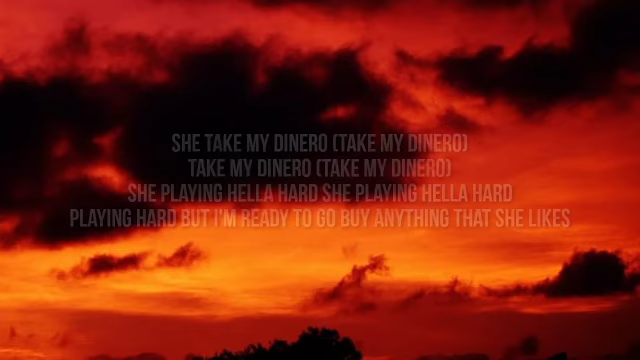 SHE TAKE MY DINERO (TAKE MY DINERO)
TAKE MY DINERO (TAKE MY DINERO)
SHE PLAYING HELLA HARD SHE PLAYING HELLA HARD
PLAYING HARD BUT I'M READY TO GO BUY ANYTHING THAT SHE LIKES